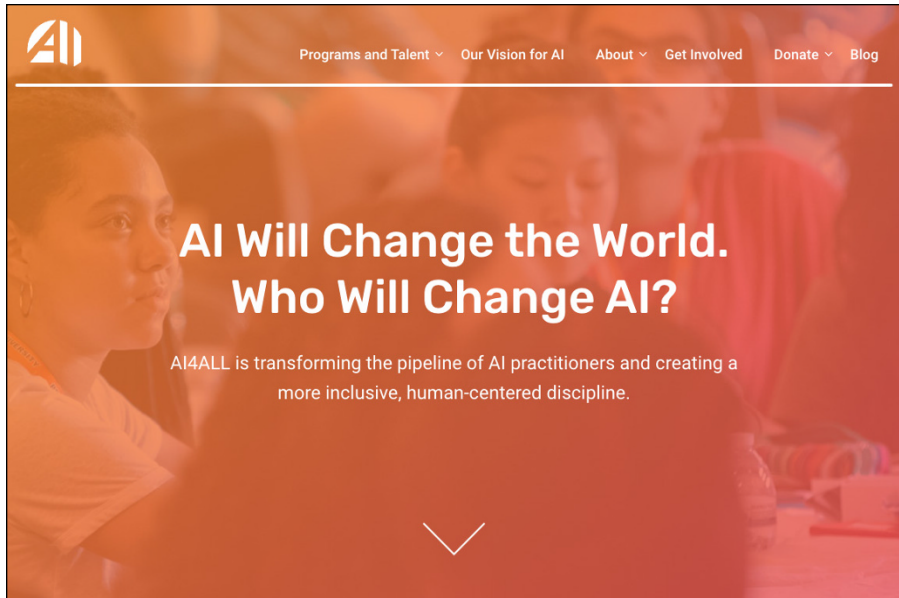 AI
Programs and Talent Our Vision for AI About Get Involved Donate Blog
AI Will Change the World.
Who Will Change AI?
AI4ALL is transforming the pipeline of AI practitioners and creating a
more inclusive, human-centered discipline.